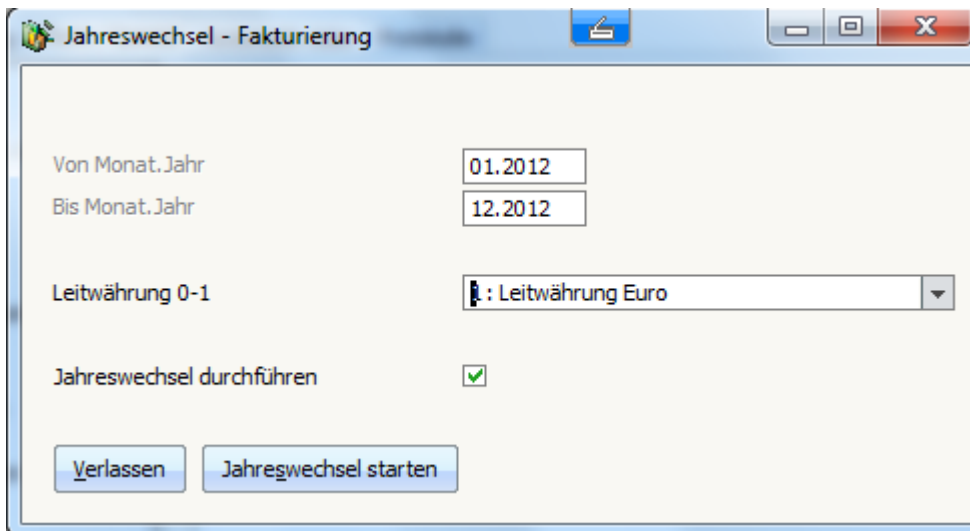 Jahreswechsel - Fakturierung
Von Monat.Jahr 01.2012
Bis Monat.Jahr 12.2012
Leitwährung 0-1 1 : Leitwährung Euro
Jahreswechsel durchführen
Verlassen Jahreswechsel starten